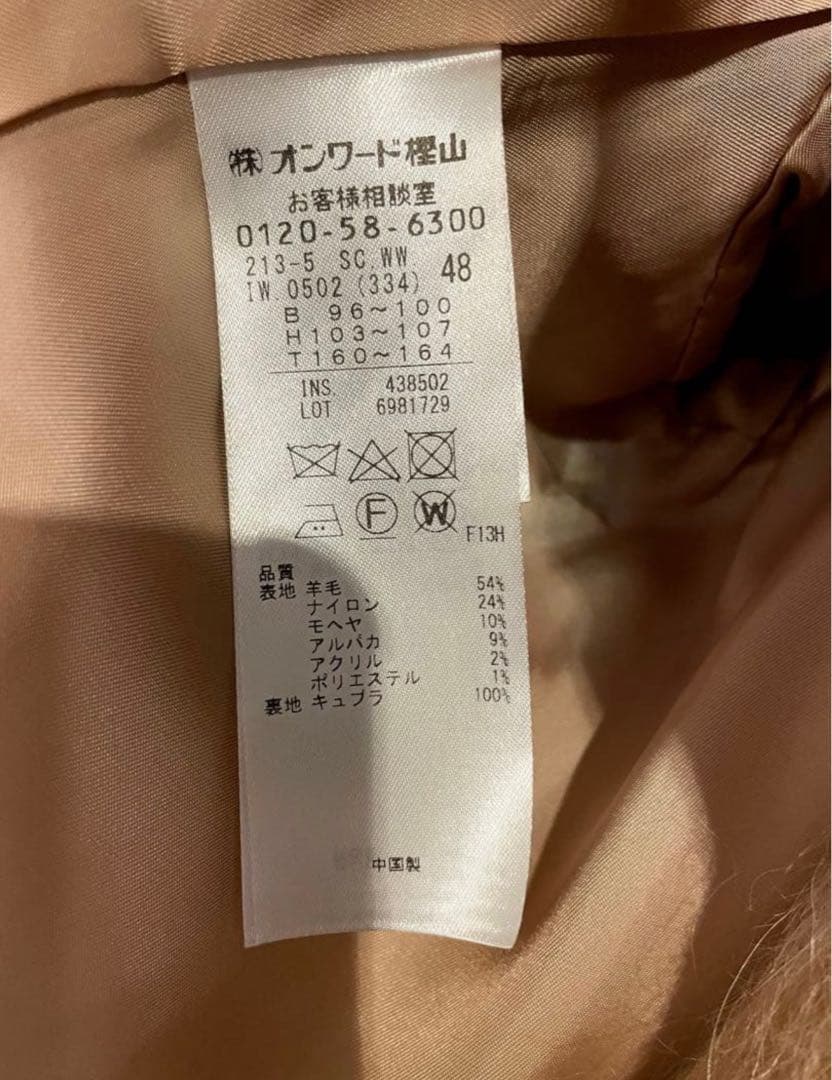 ㈱オンワード樫山
お客様相談室
0120-58-6300
213-5 SC.WW 48
IW.0502 (334)
B 96～100
H103～107
T160～164
INS. 438502
LOT 6981729
F
W
F13H
品質
表地 羊毛 54%
ナイロン 24%
モヘヤ 10%
アルパカ 9%
アクリル 2%
ポリエステル 1%
裏地 キュプラ 100%
中国製